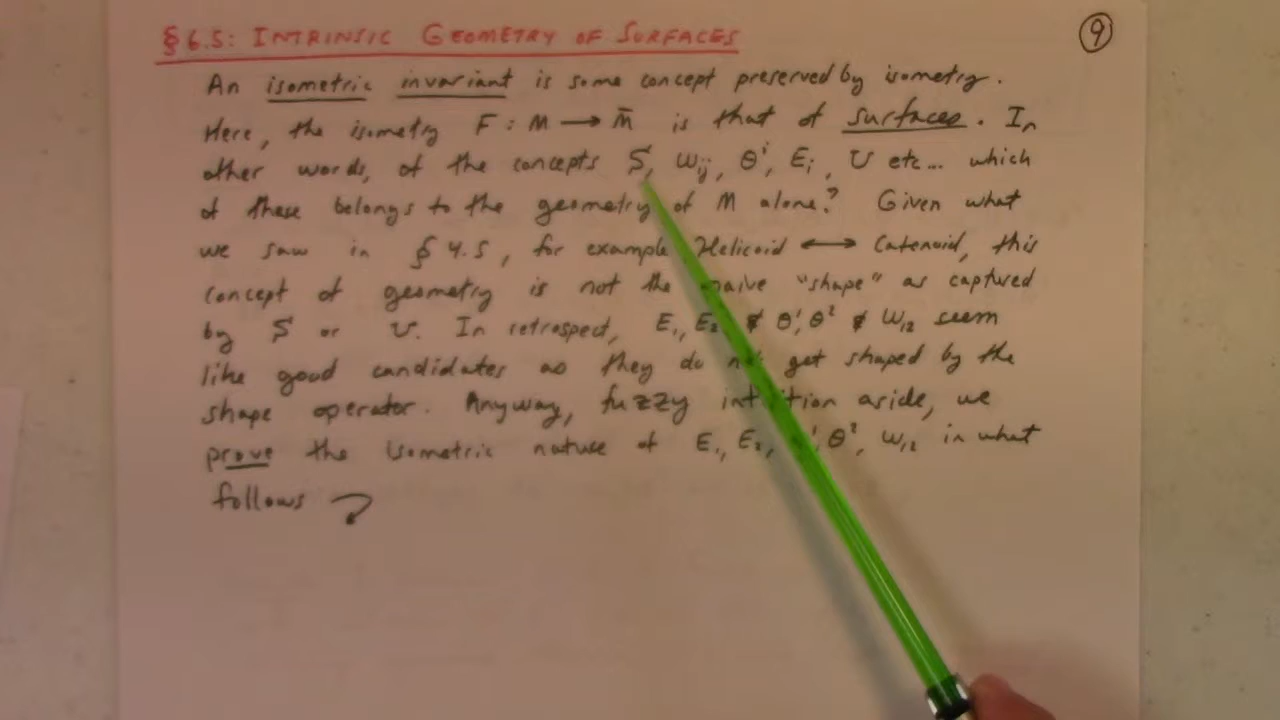 § 6.5: INTRINSIC GEOMETRY OF SURFACES
9
An isometric invariant is some concept preserved by isometry.
Here, the isometry F : M → M̄ is that of surfaces. In
other words, of the concepts S, ω_ij, θ^i, E_i, U etc... which
of these belongs to the geometry of M alone? Given what
we saw in § 4.5, for example Helicoid ↔ Catenoid, this
concept of geometry is not the naive "shape" as captured
by S or U. In retrospect, E₁, E₂ & θ¹, θ² & ω₁₂ seem
like good candidates as they do not get shaped by the
shape operator. Anyway, fuzzy intuition aside, we
prove the isometric nature of E₁, E₂, θ¹, θ², ω₁₂ in what
follows